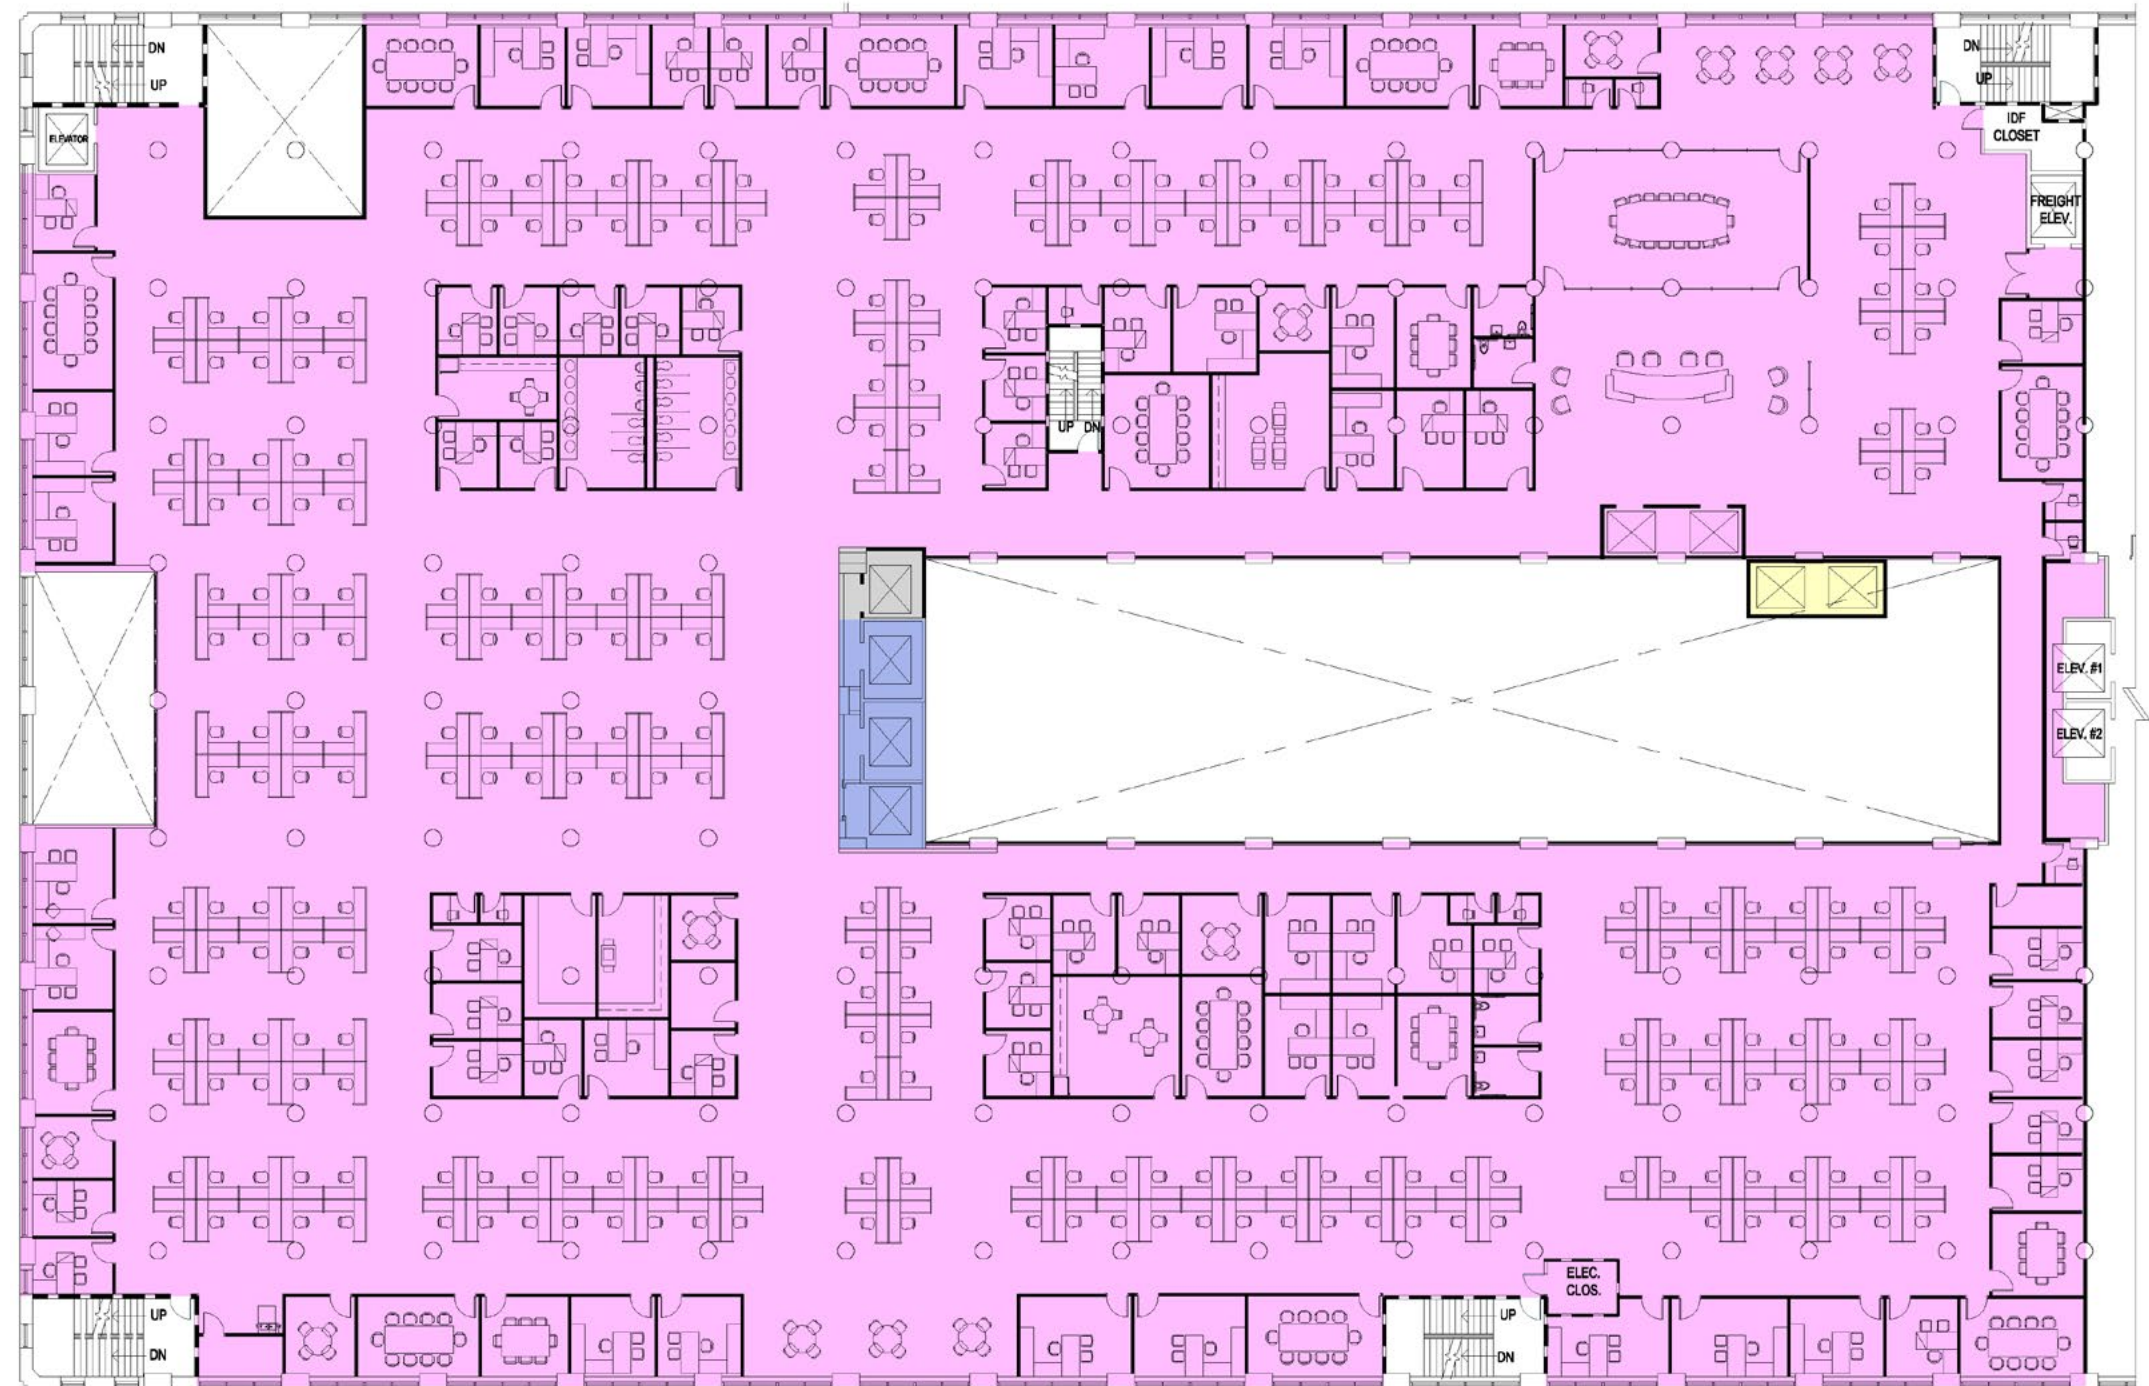 DN
UP
ELEVATOR
DN
UP
IDF
CLOSET
FREIGHT
ELEV.
UP DN
ELEV. #1
ELEV. #2
ELEC.
CLOS.
UP
DN
UP
DN